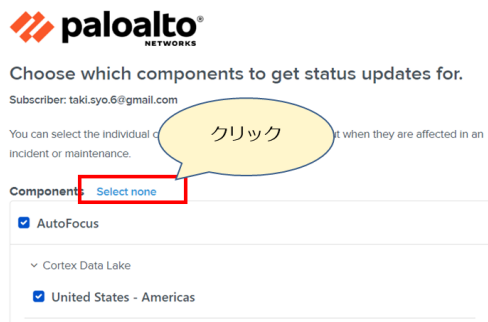 paloalto®
NETWORKS
Choose which components to get status updates for.
Subscriber: taki.syo.6@gmail.com
You can select the individual t when they are affected in an
incident or maintenance.
クリック
Components Select none
AutoFocus
Cortex Data Lake
United States - Americas